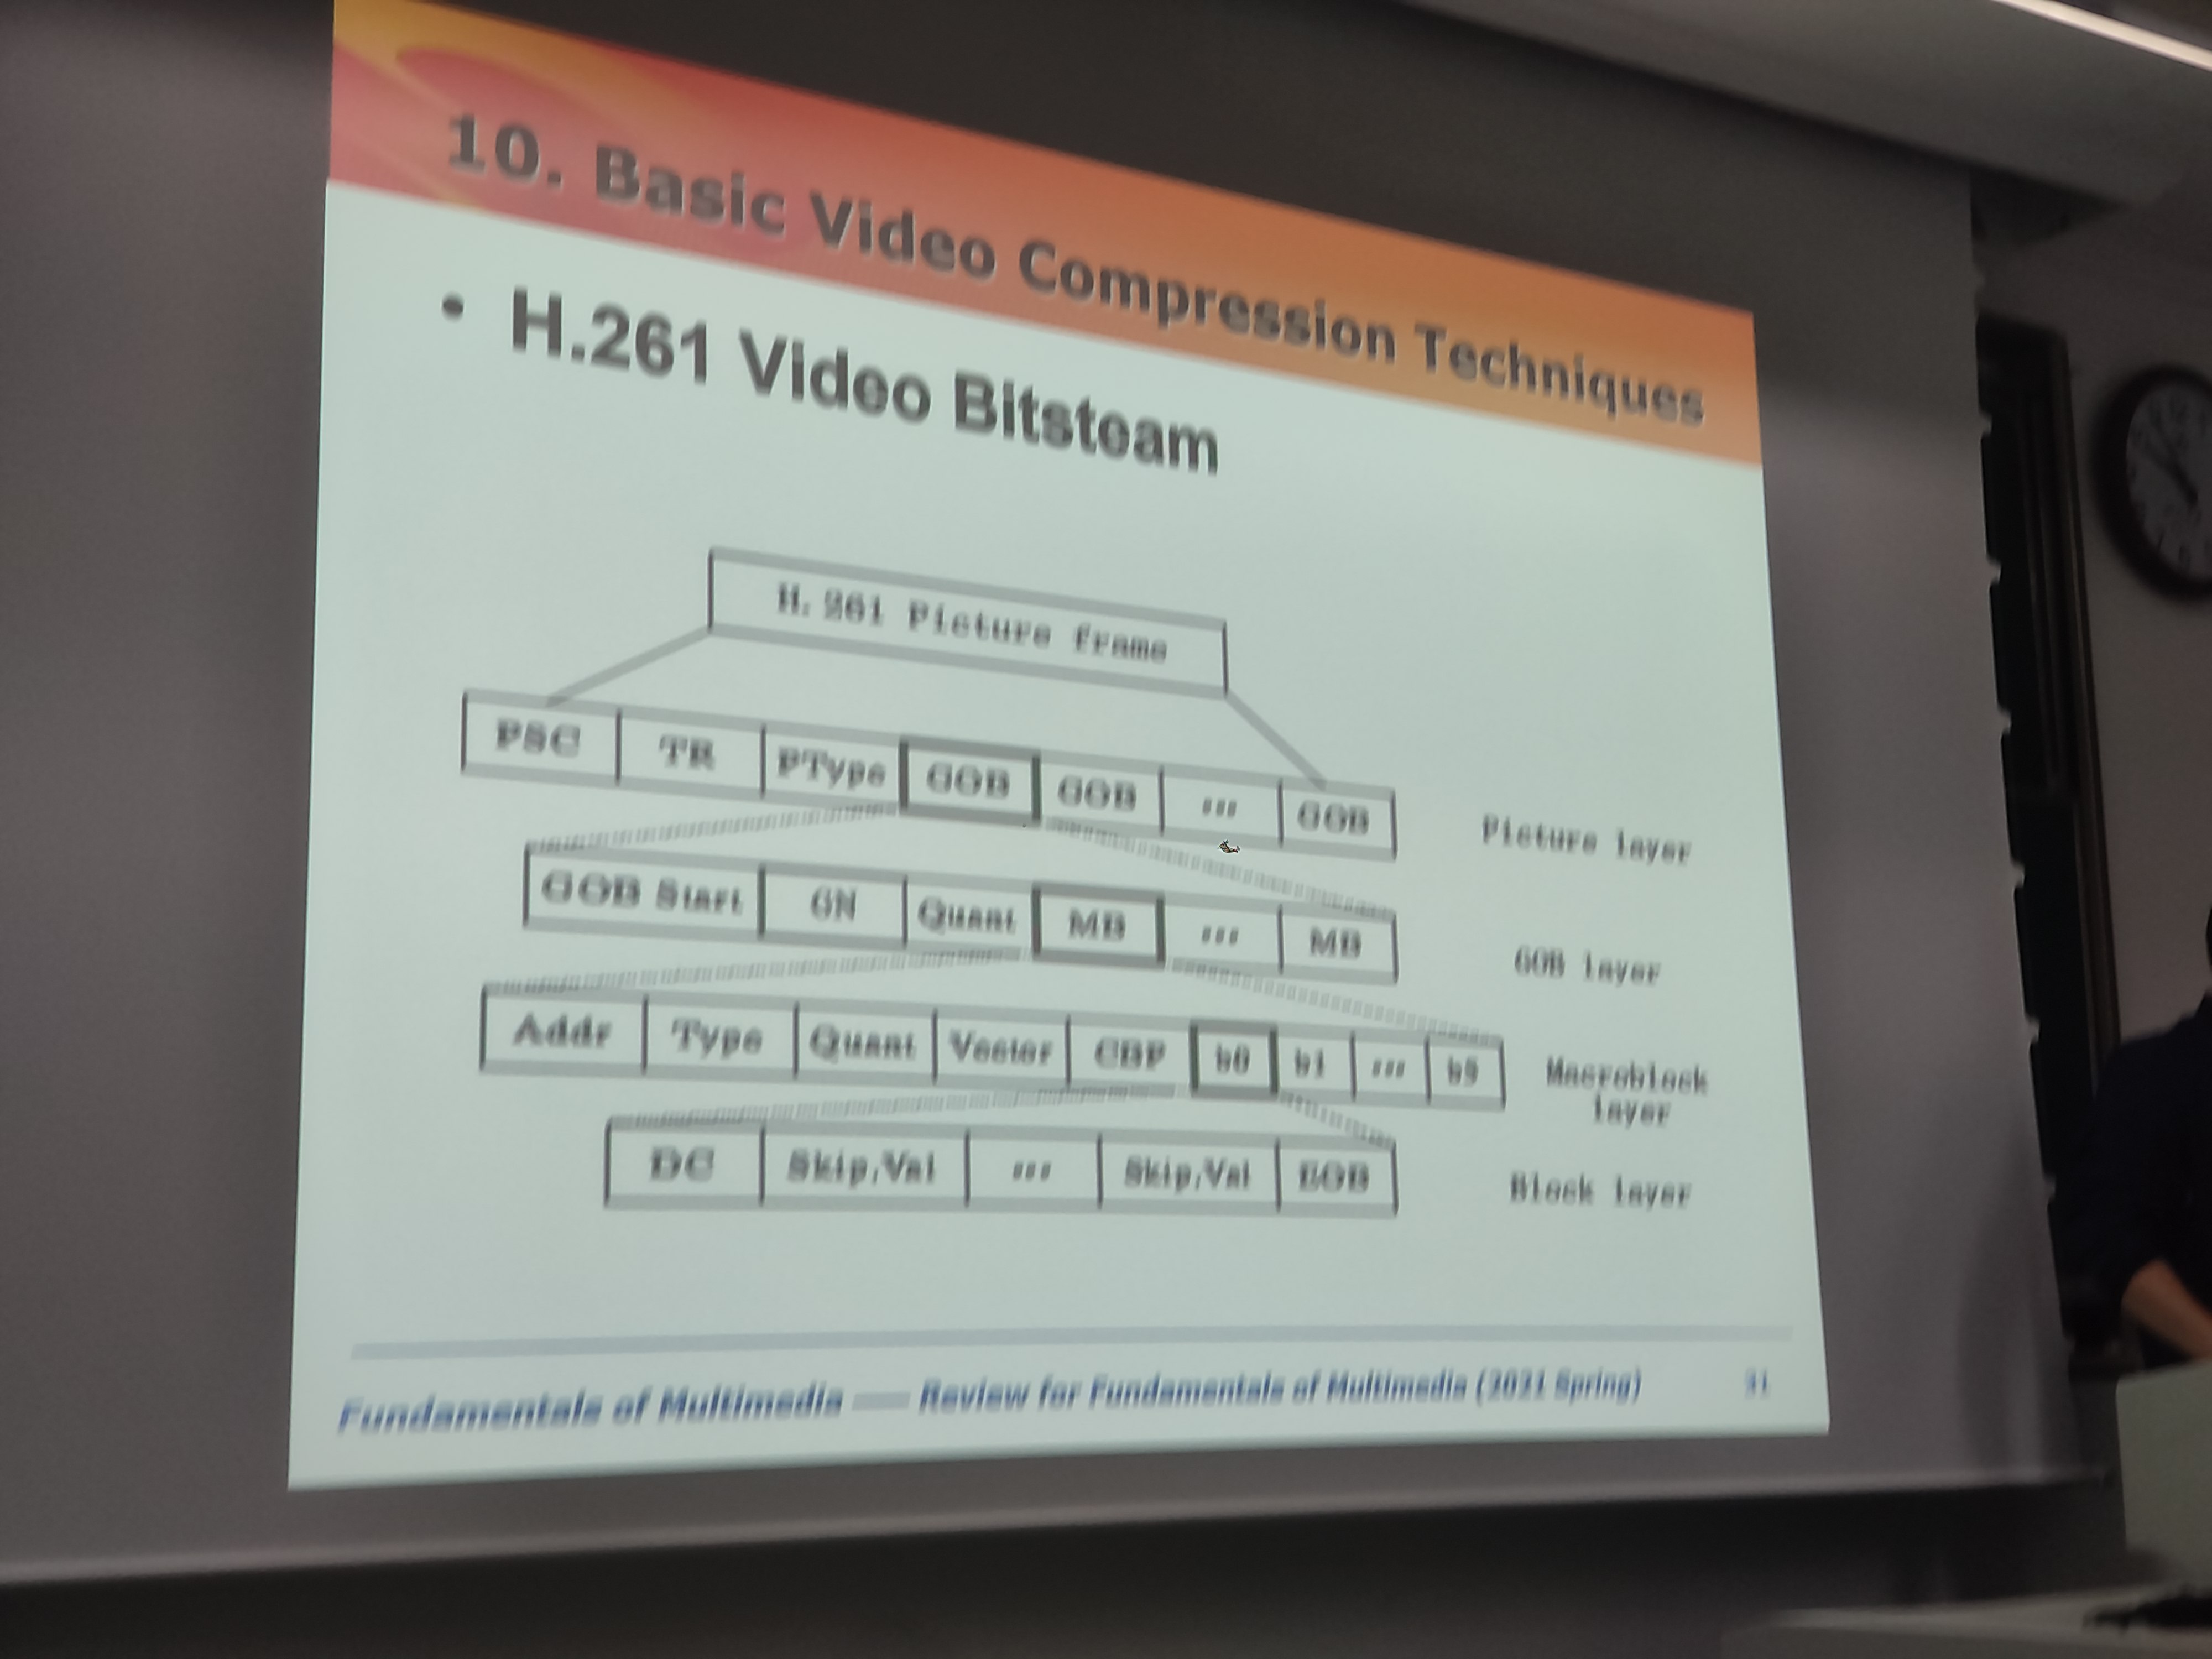 10. Basic Video Compression Techniques
• H.261 Video Bitsteam
H. 261 Picture frame
PSC TR PType GOB GOB ... GOB Picture layer
GOB Start GN Quant MB ... MB GOB layer
Addr Type Quant Vector CBP b0 b1 ... b5 Macroblock
layer
DC Skip,Val ... Skip,Val EOB Block layer
Fundamentals of Multimedia — Review for Fundamentals of Multimedia (2021 Spring) 31